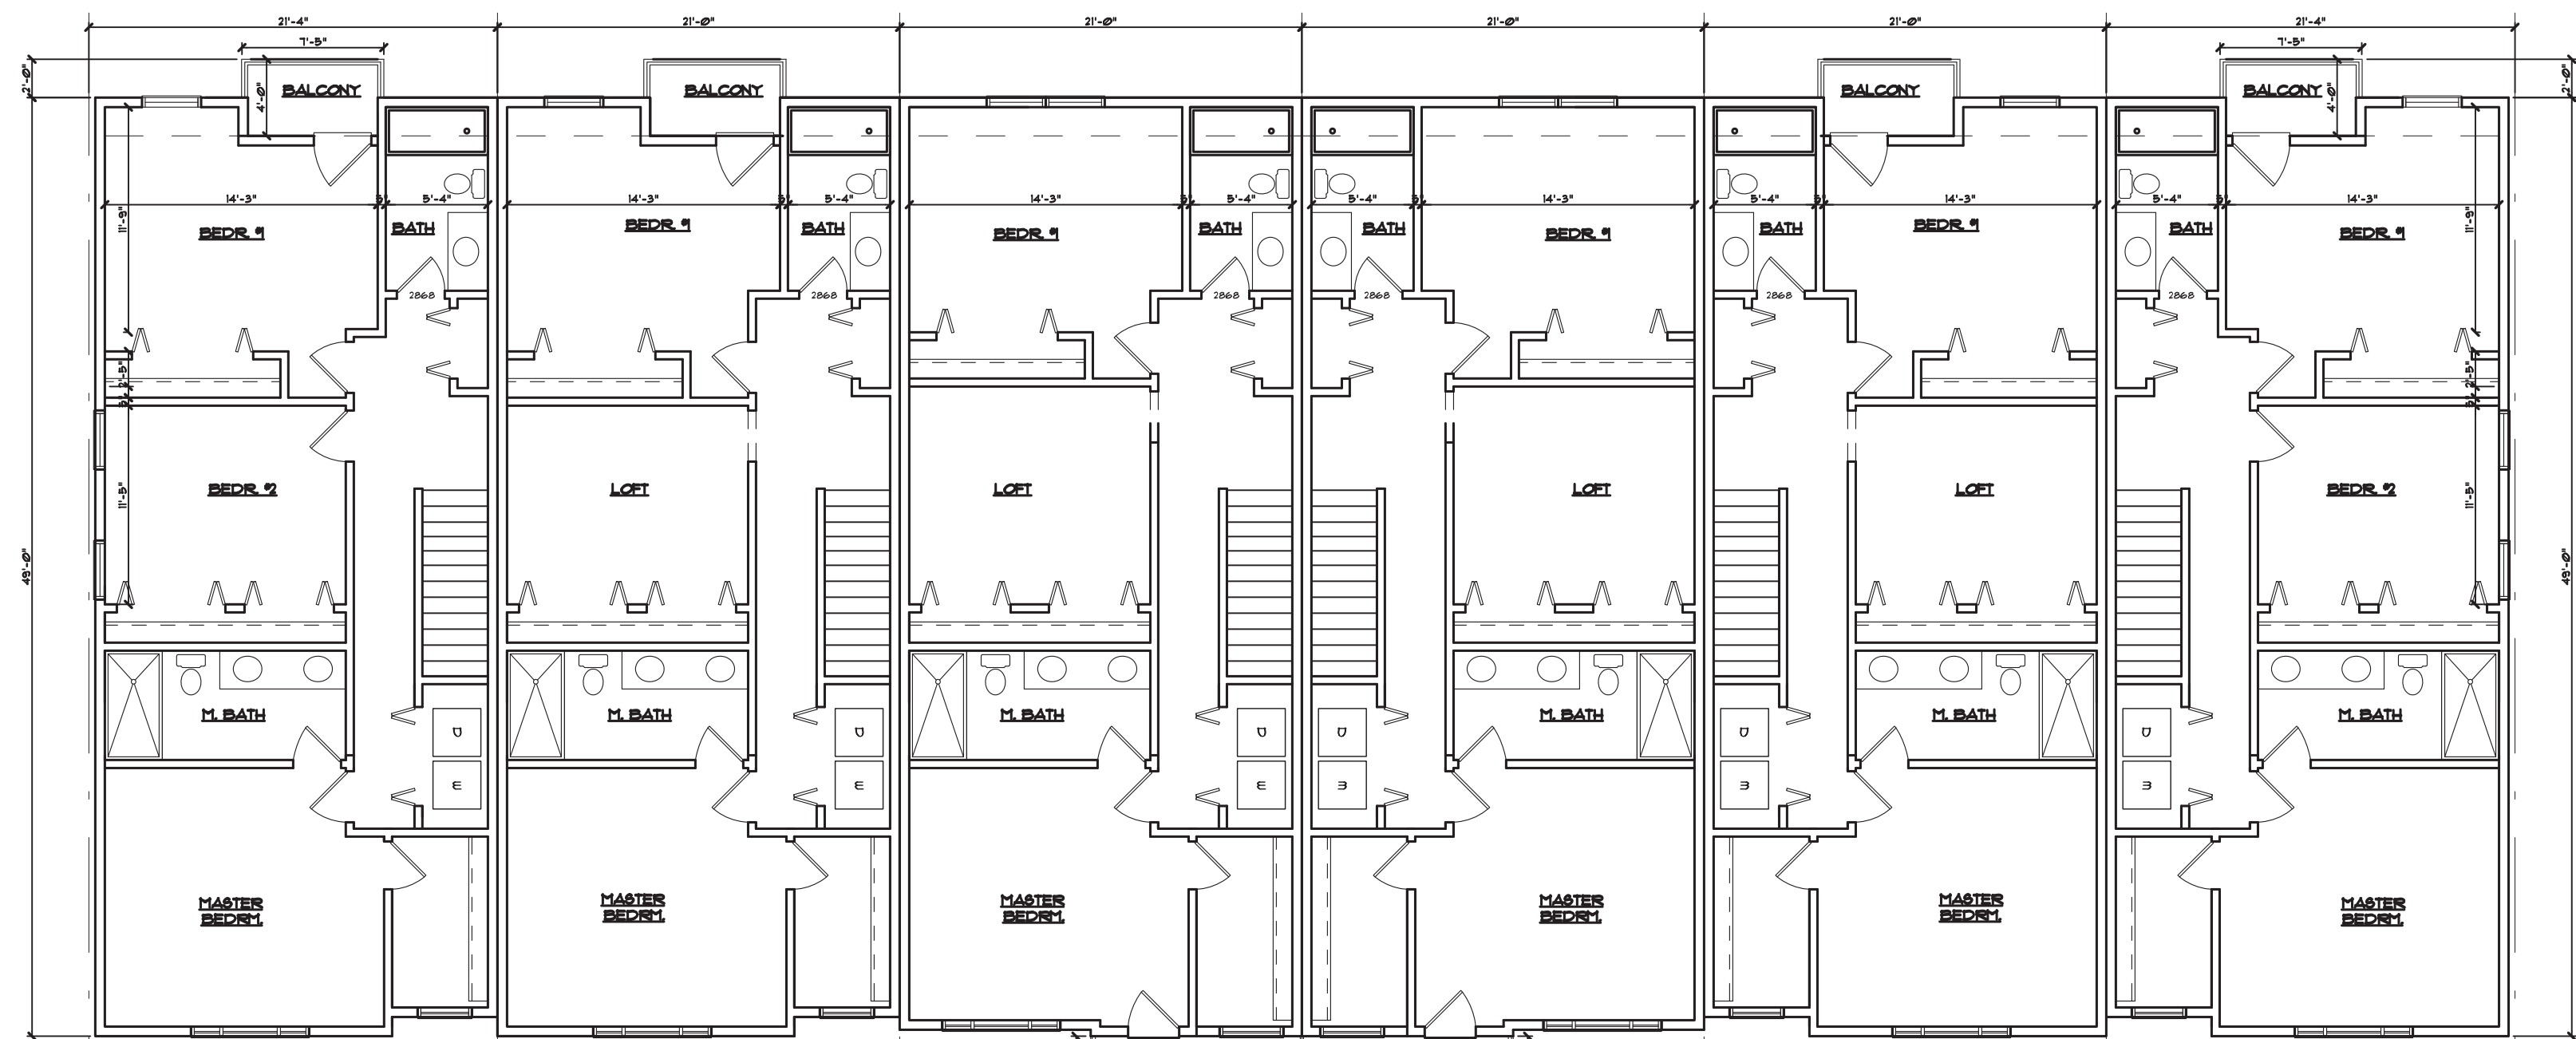 21'-4" 21'-0" 21'-0" 21'-0" 21'-0" 21'-4"
7'-5" 7'-5"
2'-0" 2'-0"
4'-0" BALCONY BALCONY BALCONY BALCONY 4'-0"
14'-3" 5'-4" 14'-3" 5'-4" 14'-3" 5'-4" 5'-4" 14'-3" 5'-4" 14'-3" 5'-4" 14'-3"
11'-9" 11'-9"
BEDR. #1 BATH BEDR. #1 BATH BEDR. #1 BATH BATH BEDR. #1 BATH BEDR. #1 BATH BEDR. #1
2868 2868 2868 2868 2868 2868
2'-5" 2'-5"
5" 5"
BEDR. #2 LOFT LOFT LOFT LOFT BEDR. #2
11'-5" 11'-5"
49'-0" 49'-0"
M. BATH M. BATH M. BATH M. BATH M. BATH M. BATH
D D D D D D
W W W W W W
MASTER MASTER MASTER MASTER MASTER MASTER
BEDRM. BEDRM. BEDRM. BEDRM. BEDRM. BEDRM.